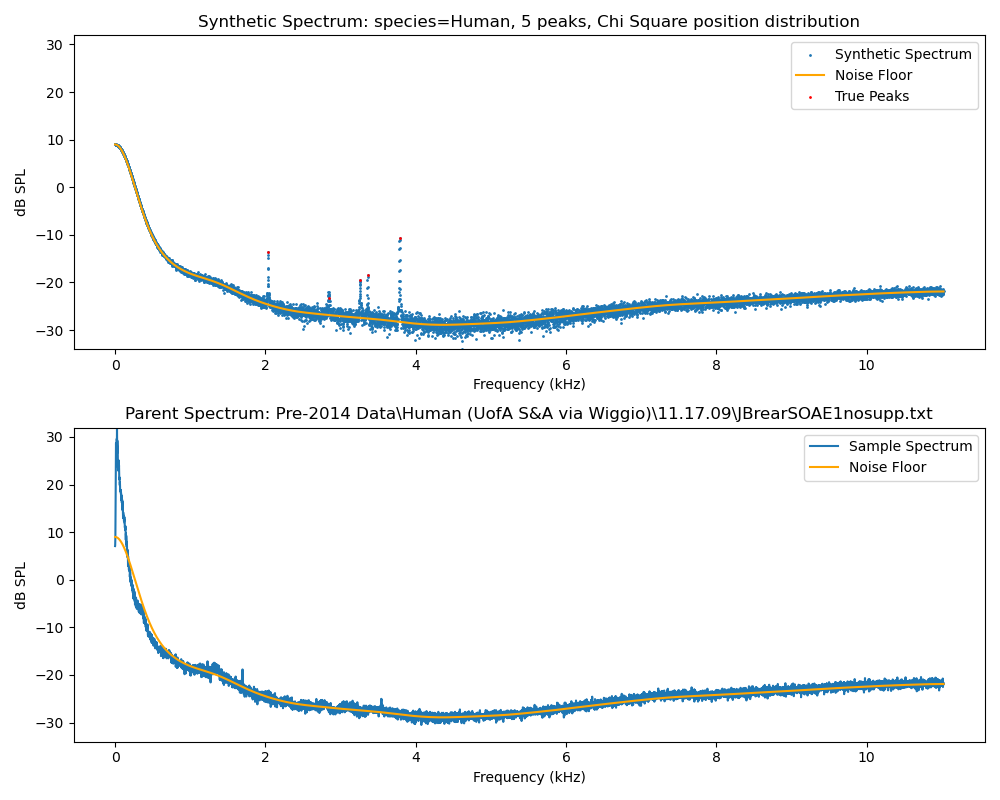 Synthetic Spectrum: species=Human, 5 peaks, Chi Square position distribution
30
20
10
0
−10
−20
−30
dB SPL
Synthetic Spectrum
Noise Floor
True Peaks
0 2 4 6 8 10
Frequency (kHz)
Parent Spectrum: Pre-2014 Data\Human (UofA S&A via Wiggio)\11.17.09\JBrearSOAE1nosupp.txt
30
20
10
0
−10
−20
−30
dB SPL
Sample Spectrum
Noise Floor
0 2 4 6 8 10
Frequency (kHz)